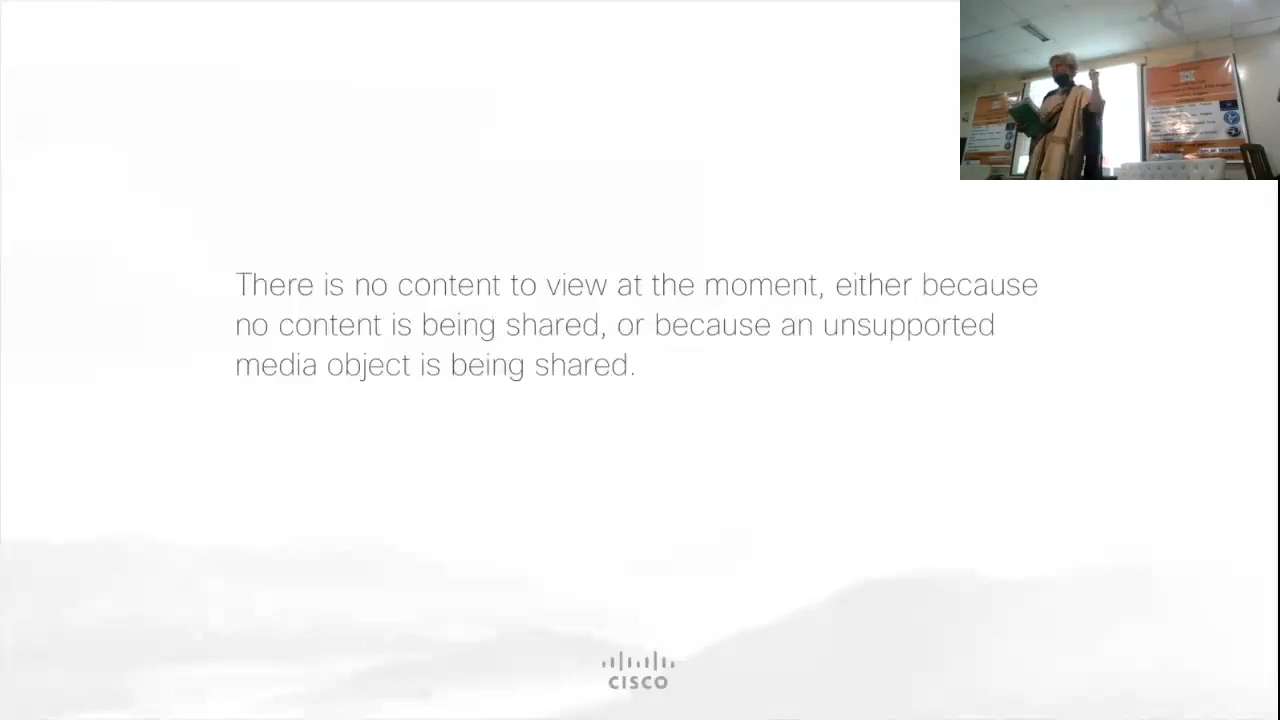 There is no content to view at the moment, either because
no content is being shared, or because an unsupported
media object is being shared.
CISCO